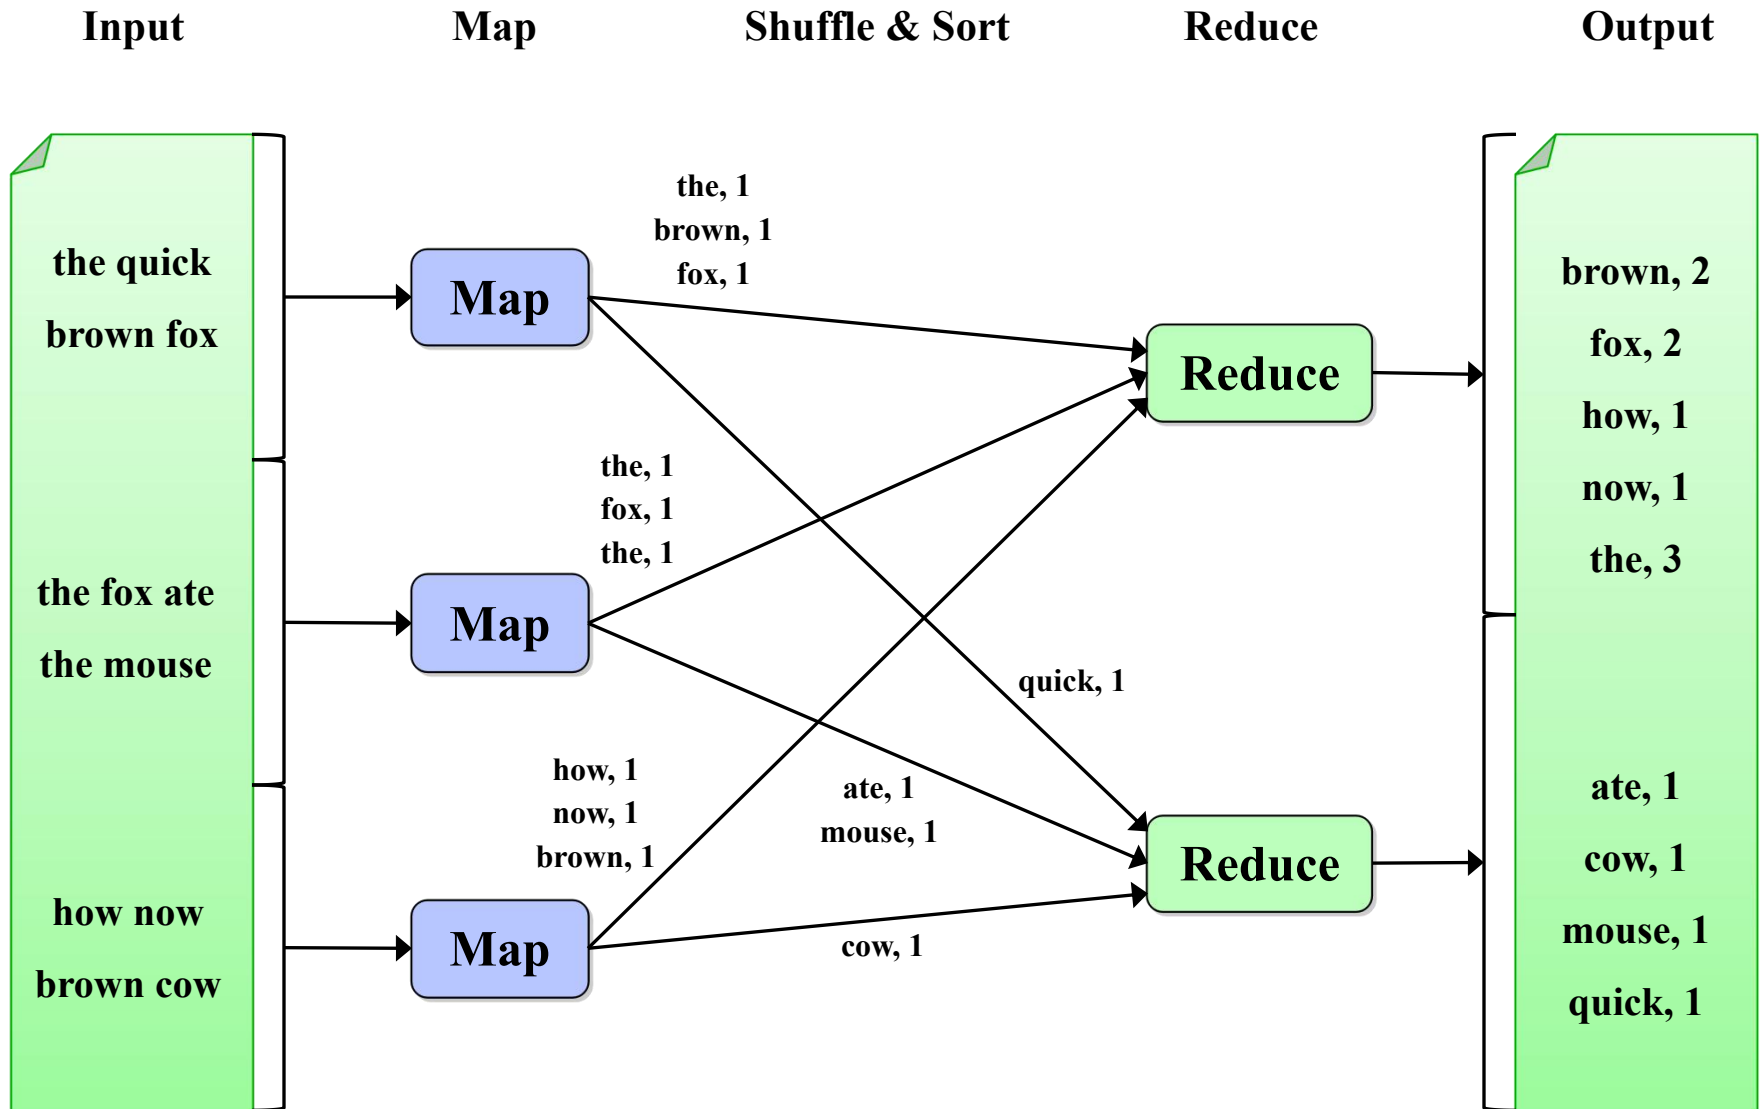 Input
Map
Shuffle & Sort
Reduce
Output
the quick
brown fox
the fox ate
the mouse
how now
brown cow
Map
Map
Map
the, 1
brown, 1
fox, 1
the, 1
fox, 1
the, 1
how, 1
now, 1
brown, 1
quick, 1
ate, 1
mouse, 1
cow, 1
Reduce
Reduce
brown, 2
fox, 2
how, 1
now, 1
the, 3
ate, 1
cow, 1
mouse, 1
quick, 1